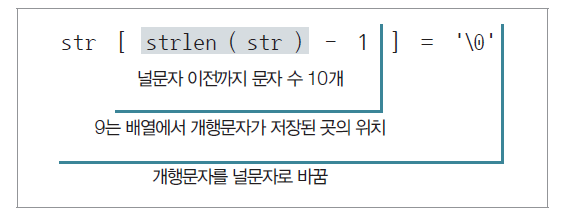 str [ strlen ( str ) - 1 ] = '\0'
널문자 이전까지 문자 수 10개
9는 배열에서 개행문자가 저장된 곳의 위치
개행문자를 널문자로 바꿈